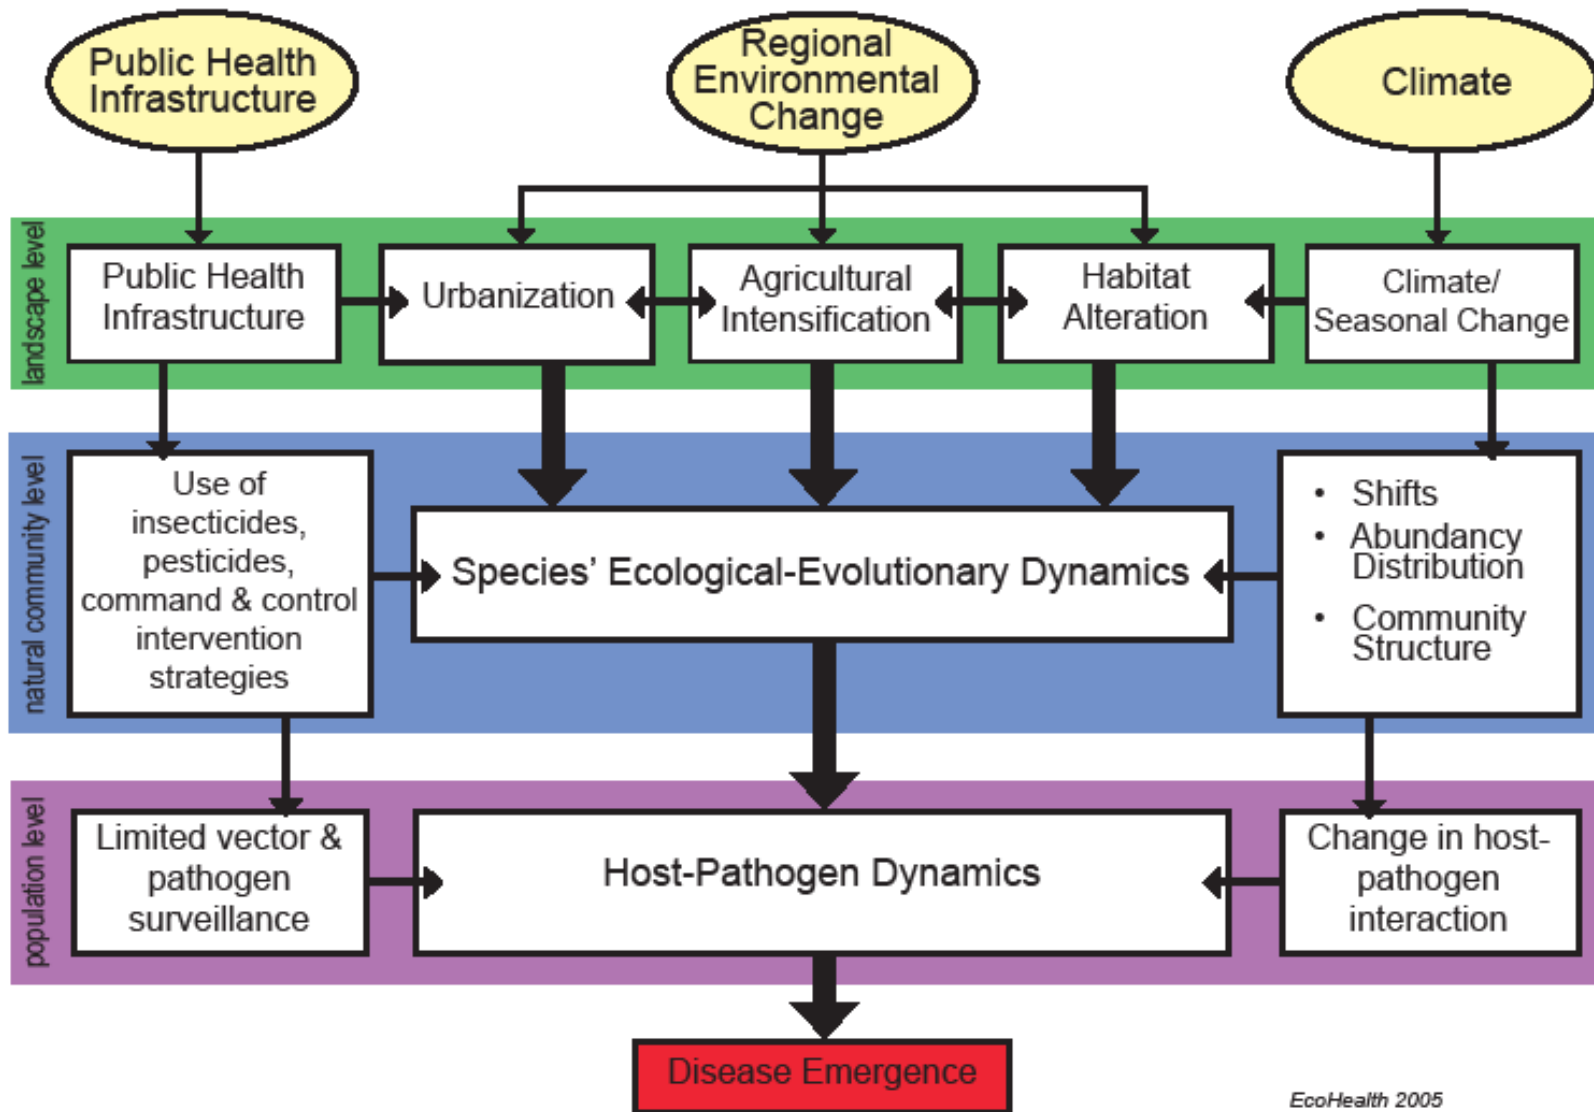 Public Health
Infrastructure
Regional
Environmental
Change
Climate
landscape level
Public Health
Infrastructure
Urbanization
Agricultural
Intensification
Habitat
Alteration
Climate/
Seasonal Change
natural community level
Use of
insecticides,
pesticides,
command & control
intervention
strategies
Species’ Ecological-Evolutionary Dynamics
• Shifts
• Abundancy
Distribution
• Community
Structure
population level
Limited vector &
pathogen
surveillance
Host-Pathogen Dynamics
Change in host-
pathogen
interaction
Disease Emergence
EcoHealth 2005